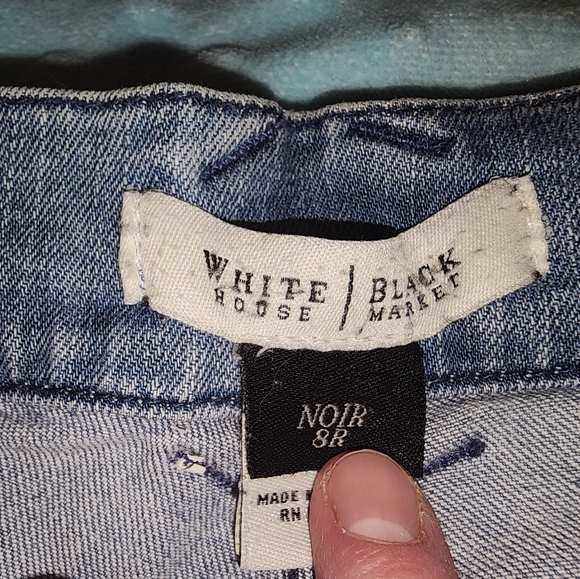 WHITE | BLACK
HOUSE | MARKET
NOIR
8R
MADE
RN